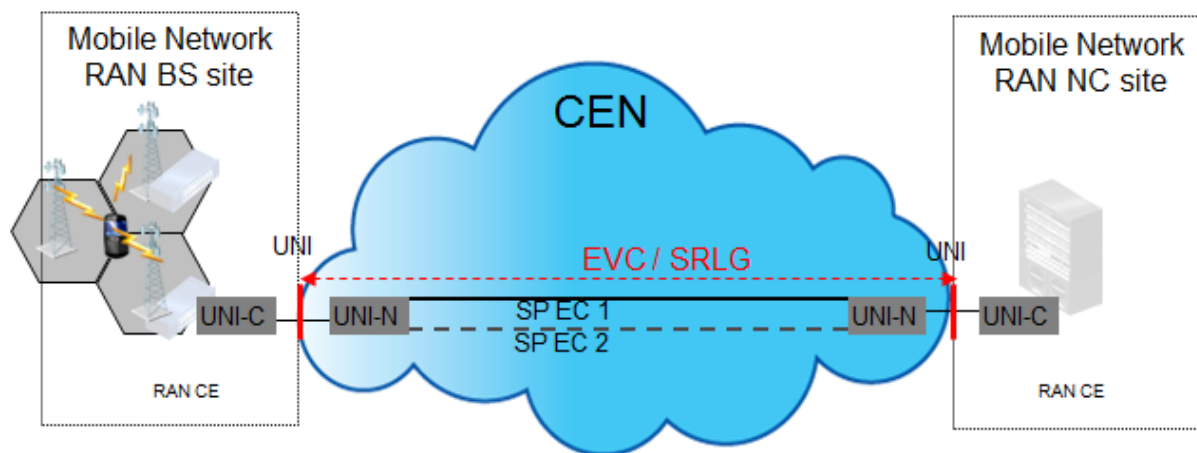 Mobile Network
RAN BS site
CEN
Mobile Network
RAN NC site
UNI
EVC / SRLG
UNI
UNI-C
UNI-N
SP EC 1
SP EC 2
UNI-N
UNI-C
RAN CE
RAN CE